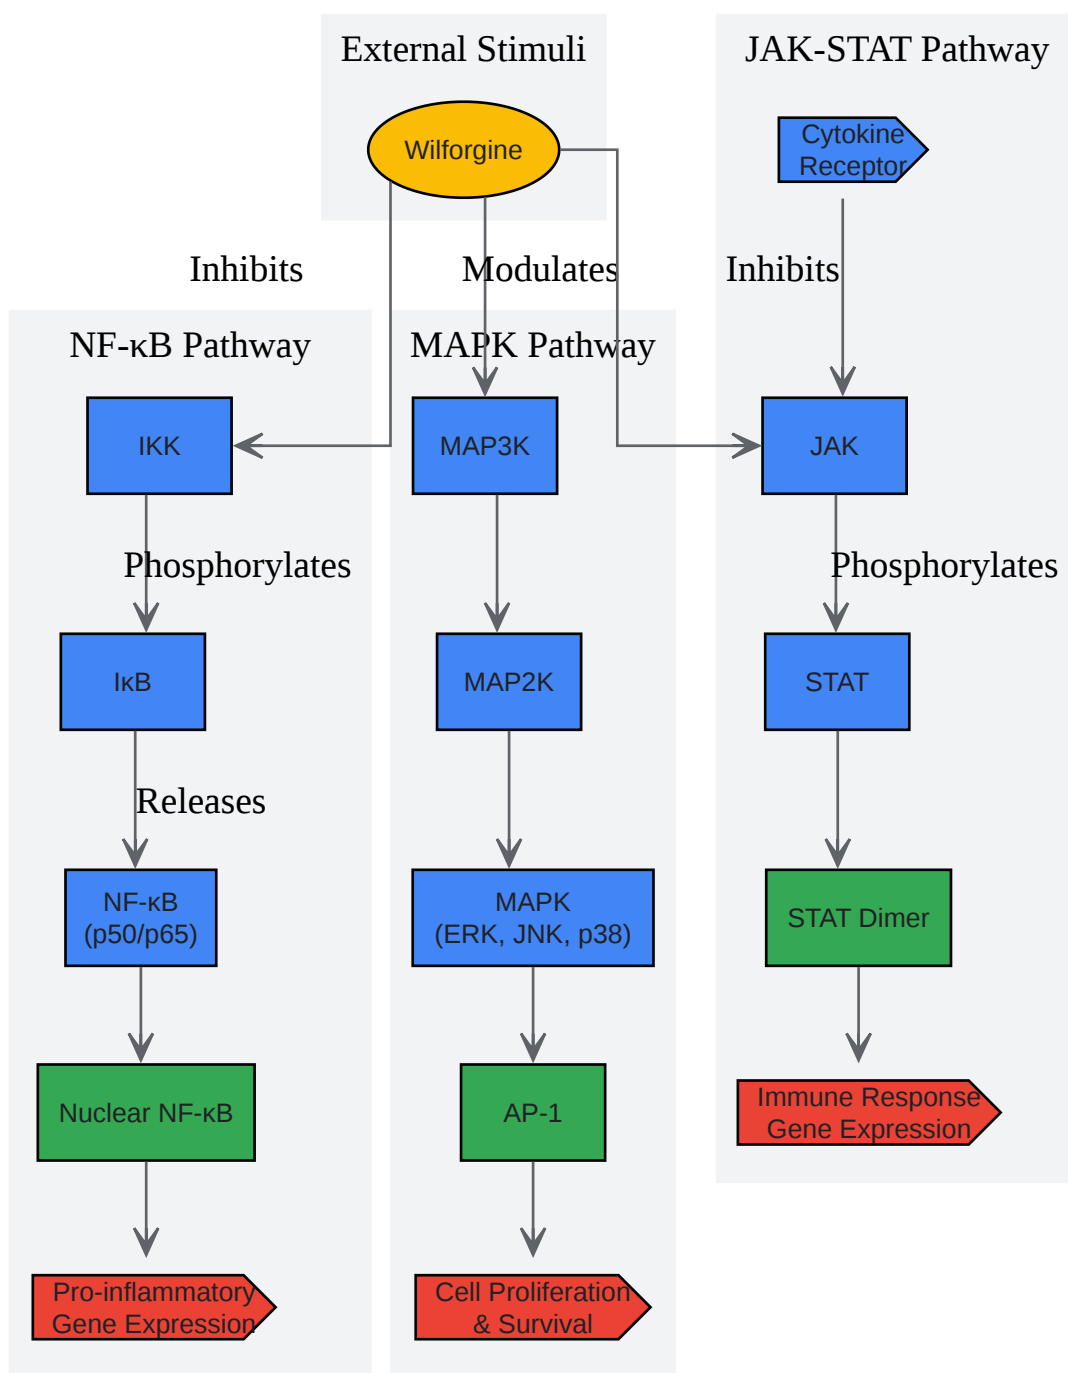 External Stimuli
JAK-STAT Pathway
Wilforgine
Cytokine
Receptor
Inhibits
Modulates
Inhibits
NF-κB Pathway
MAPK Pathway
IKK
MAP3K
JAK
Phosphorylates
Phosphorylates
IκB
MAP2K
STAT
Releases
NF-κB
(p50/p65)
MAPK
(ERK, JNK, p38)
STAT Dimer
Nuclear NF-κB
AP-1
Immune Response
Gene Expression
Pro-inflammatory
Gene Expression
Cell Proliferation
& Survival